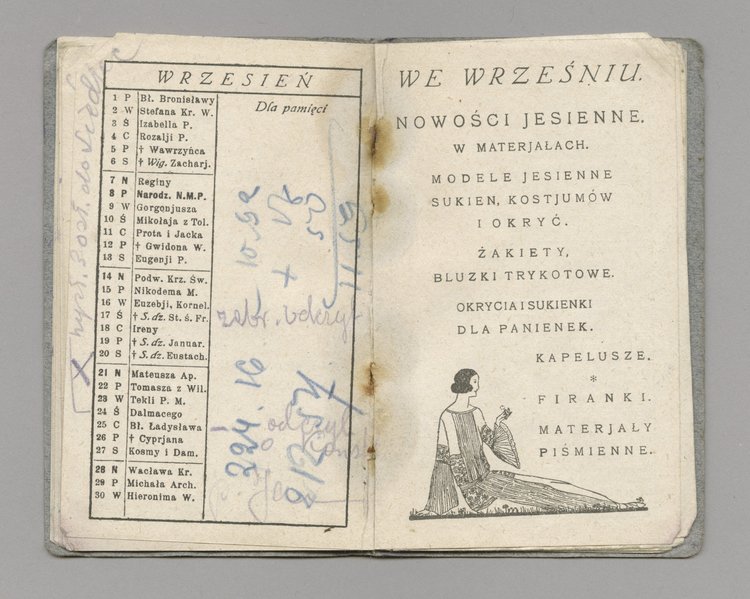 WRZESIEŃ
Dla pamięci
1 P Bł. Bronisławy
2 W Stefana Kr. W.
3 Ś Izabella P.
4 C Rozalji P.
5 P † Wawrzyńca
6 S † Wig. Zacharj.
7 N Reginy
8 P Narodz. N.M.P.
9 W Gorgonjusza
10 Ś Mikołaja z Tol.
11 C Prota i Jacka
12 P † Gwidona W.
13 S Eugenji P.
14 N Podw. Krz. Św.
15 P Nikodema M.
16 W Euzebji, Kornel.
17 Ś † S. dz. St. ś. Fr.
18 C Ireny
19 P † S. dz. Januar.
20 S † S. dz. Eustach.
21 N Mateusza Ap.
22 P Tomasza z Wil.
23 W Tekli P. M.
24 Ś Dalmacego
25 C Bł. Ładysława
26 P † Cyprjana
27 S Kosmy i Dam.
28 N Wacława Kr.
29 P Michała Arch.
30 W Hieronima W.
WE WRZEŚNIU.
NOWOŚCI JESIENNE.
W MATERJAŁACH.
MODELE JESIENNE
SUKIEN, KOSTJUMÓW
I OKRYĆ.
ŻAKIETY,
BLUZKI TRYKOTOWE.
OKRYCIA I SUKIENKI
DLA PANIENEK.
KAPELUSZE.
*
FIRANKI.
MATERJAŁY
PIŚMIENNE.